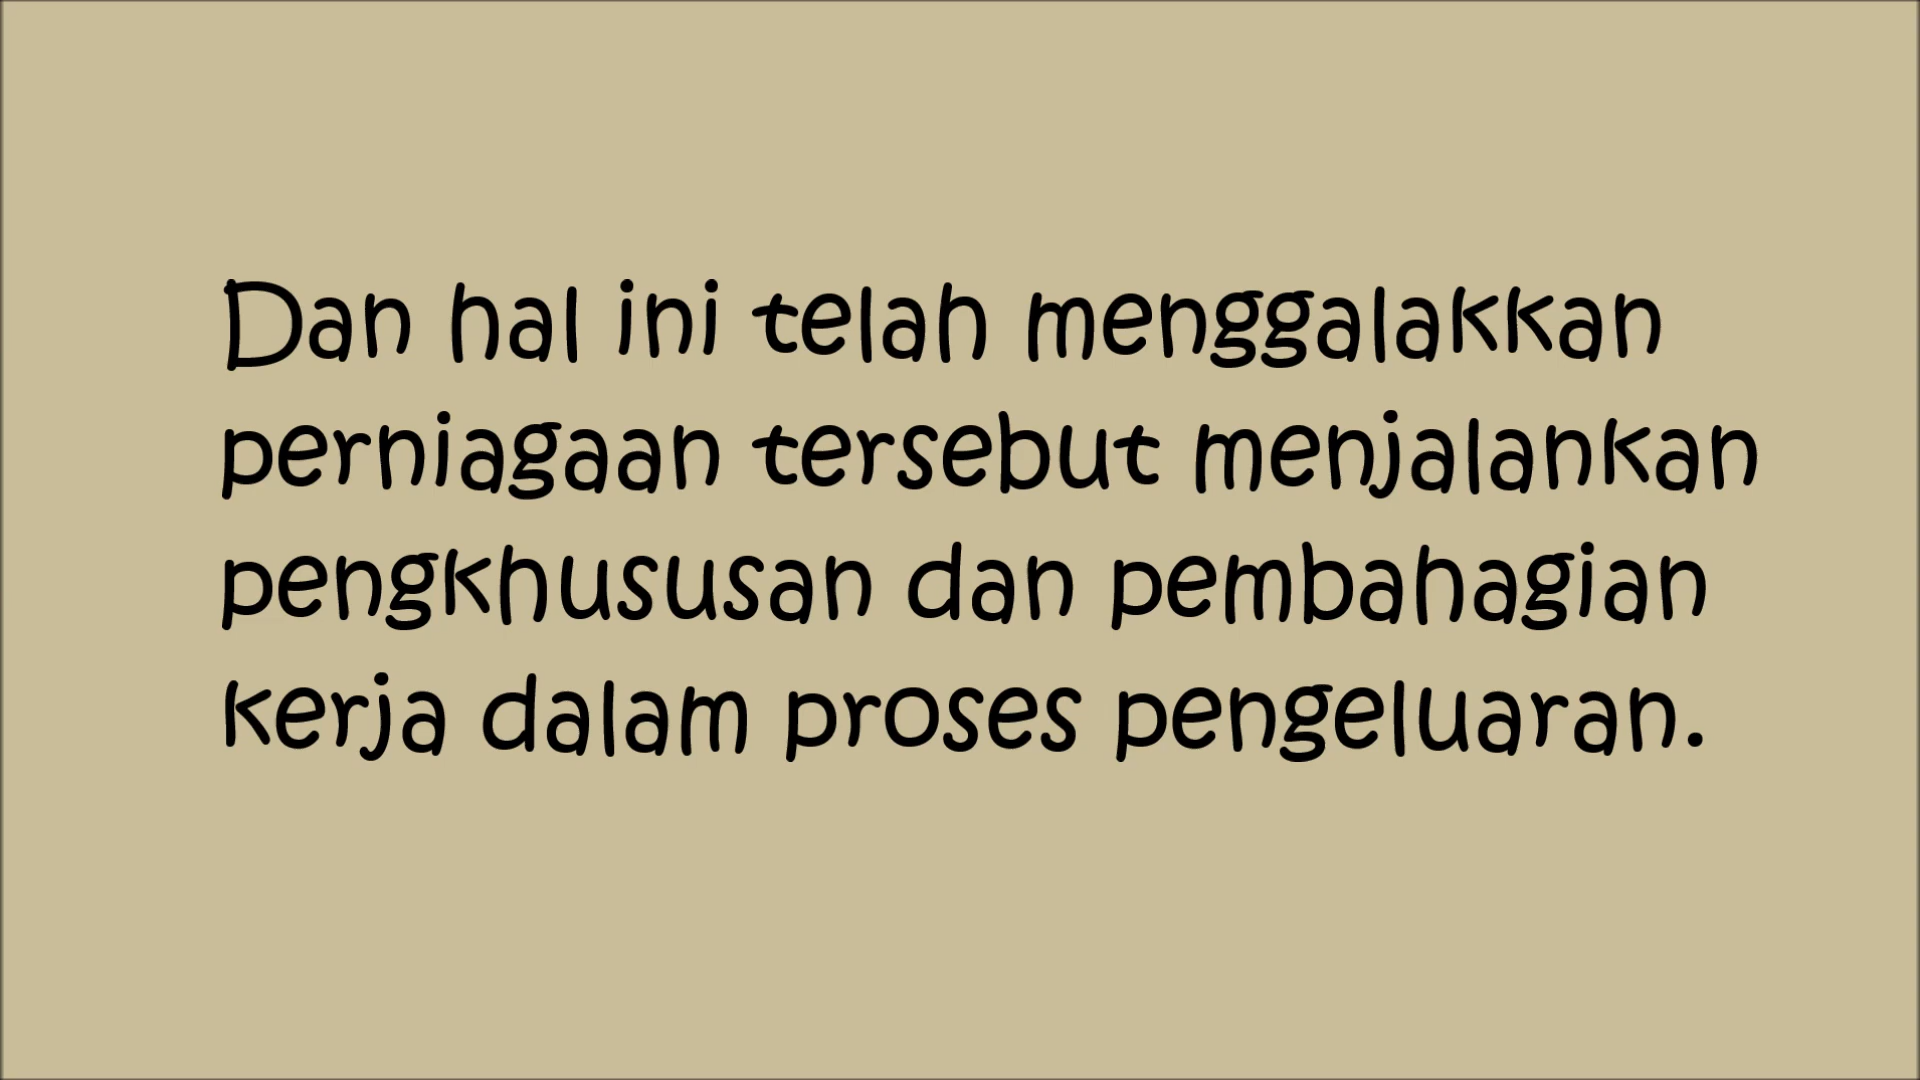 Dan hal ini telah menggalakkan
perniagaan tersebut menjalankan
pengkhususan dan pembahagian
kerja dalam proses pengeluaran.